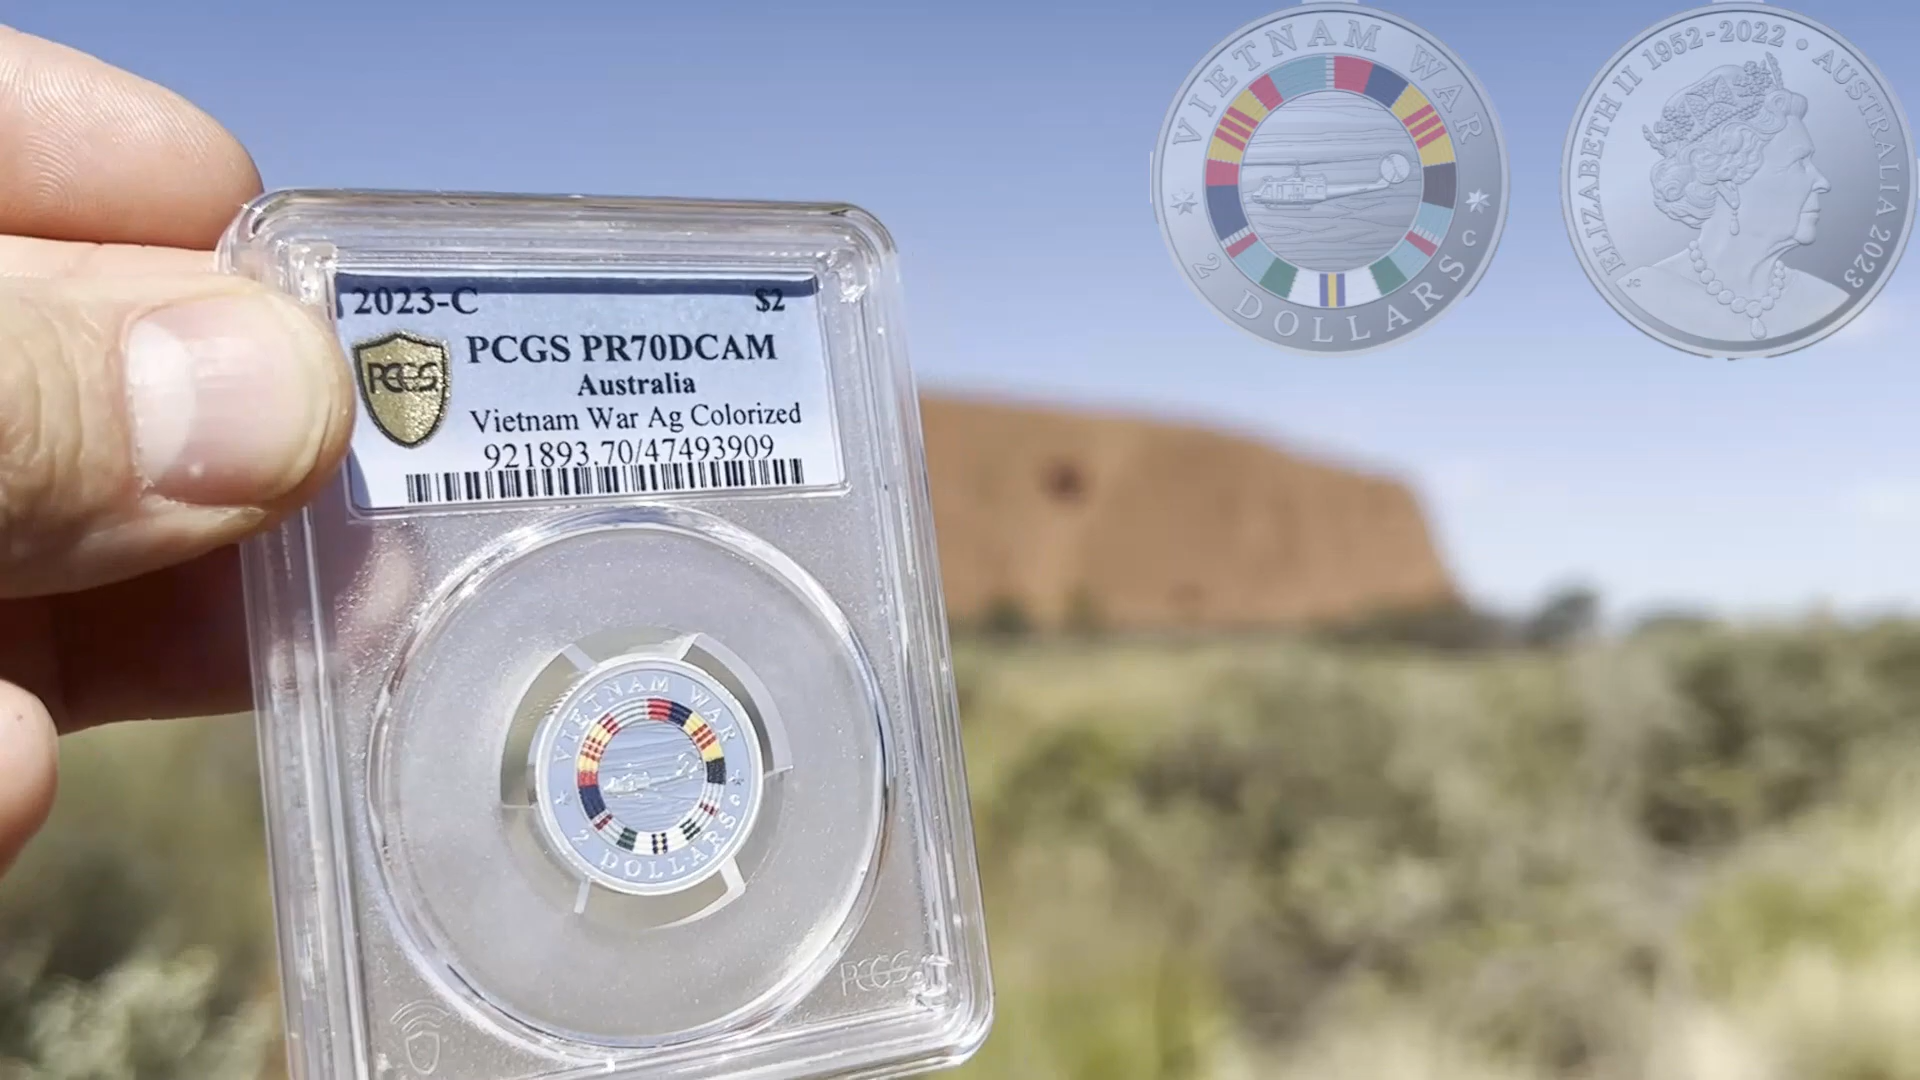 2023-C $2
PCGS PR70DCAM
PCGS
Australia
Vietnam War Ag Colorized
921893.70/47493909
VIETNAM WAR
2 DOLLARS
C
PCGS
VIETNAM WAR
2 DOLLARS
C
ELIZABETH II 1952-2022 • AUSTRALIA 2023
JC